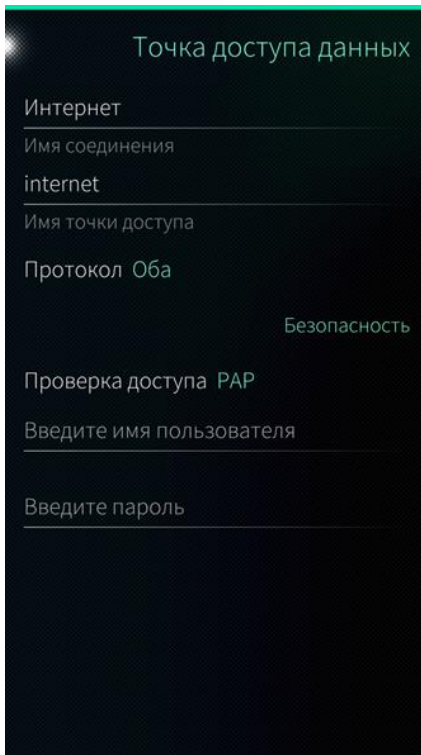 Точка доступа данных
Интернет
Имя соединения
internet
Имя точки доступа
Протокол Оба
Безопасность
Проверка доступа PAP
Введите имя пользователя
Введите пароль